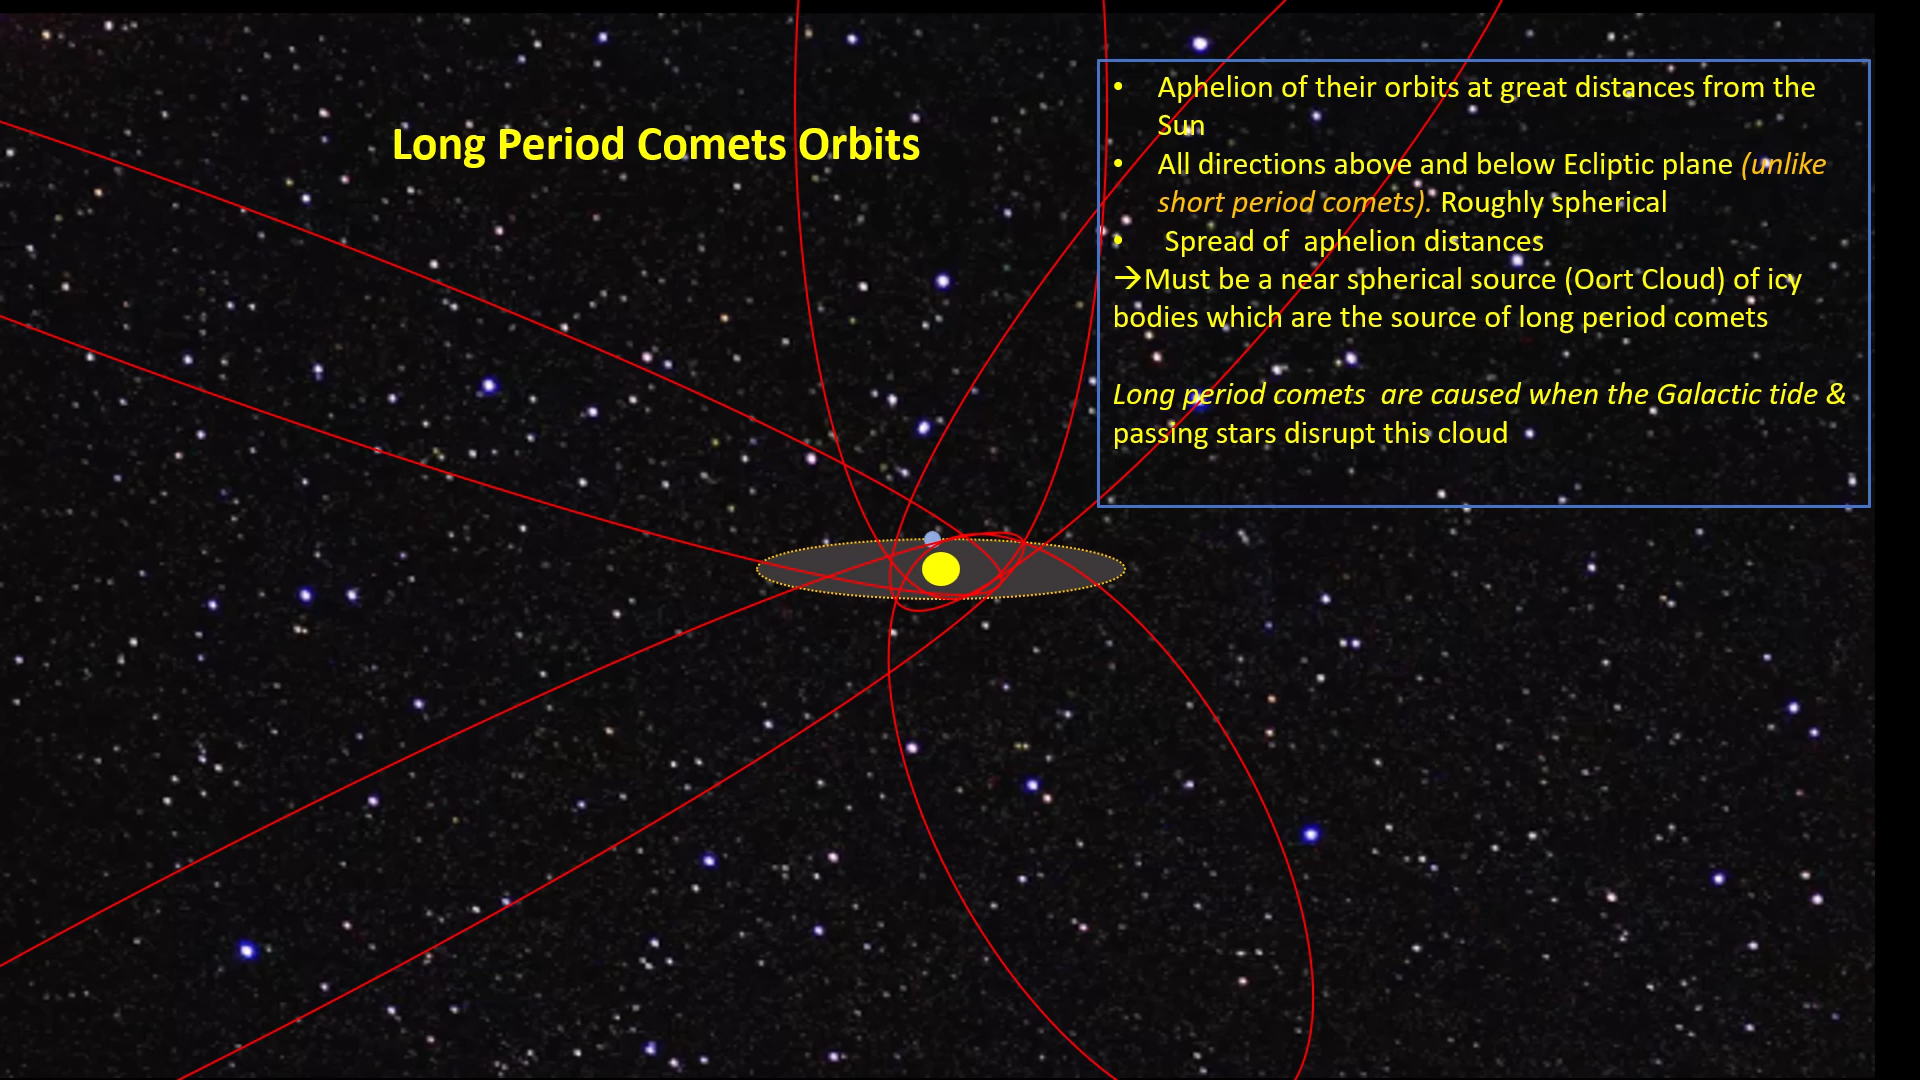 Long Period Comets Orbits
• Aphelion of their orbits at great distances from the
Sun
• All directions above and below Ecliptic plane (unlike
short period comets). Roughly spherical
• Spread of  aphelion distances
→Must be a near spherical source (Oort Cloud) of icy
bodies which are the source of long period comets
Long period comets  are caused when the Galactic tide &
passing stars disrupt this cloud